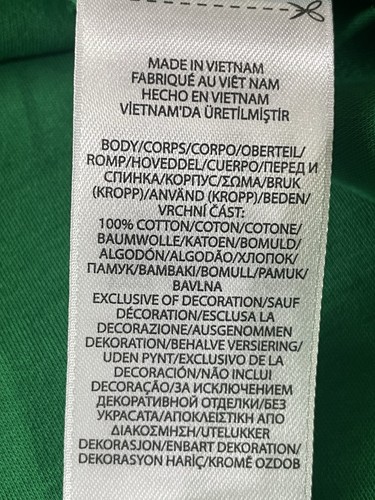 MADE IN VIETNAM
FABRIQUÉ AU VIÊT NAM
HECHO EN VIETNAM
VİETNAM'DA ÜRETİLMİŞTİR
BODY/CORPS/CORPO/OBERTEIL/
ROMP/HOVEDDEL/CUERPO/ПЕРЕД И
СПИНКА/КОРПУС/ΣΩΜΑ/BRUK
(KROPP)/ANVÄND (KROPP)/BEDEN/
VRCHNÍ ČÁST:
100% COTTON/COTON/COTONE/
BAUMWOLLE/KATOEN/BOMULD/
ALGODÓN/ALGODÃO/ХЛОПОК/
ПАМУК/BAMBAKI/BOMULL/PAMUK/
BAVLNA
EXCLUSIVE OF DECORATION/SAUF
DÉCORATION/ESCLUSA LA
DECORAZIONE/AUSGENOMMEN
DEKORATION/BEHALVE VERSIERING/
UDEN PYNT/EXCLUSIVO DE LA
DECORACIÓN/NÃO INCLUI
DECORAÇÃO/ЗА ИСКЛЮЧЕНИЕМ
ДЕКОРАТИВНОЙ ОТДЕЛКИ/БЕЗ
УКРАСАТА/ΑΠΟΚΛΕΙΣΤΙΚΗ ΑΠΟ
ΔΙΑΚΟΣΜΗΣΗ/UTELUKKER
DEKORASJON/ENBART DEKORATION/
DEKORASYON HARİÇ/KROMĚ OZDOB